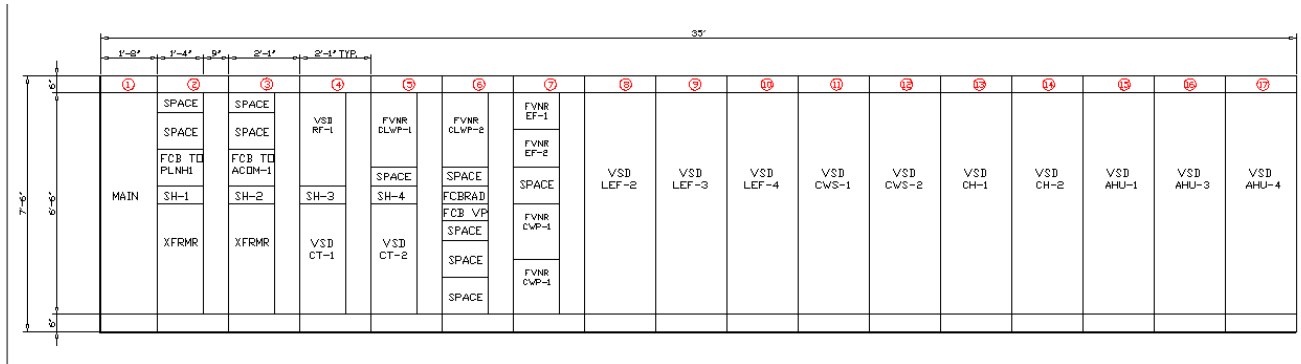 35'
1'-8" 1'-4" 9" 2'-1" 2'-1" TYP.
6" 1 2 3 4 5 6 7 8 9 10 11 12 13 14 15 16 17
7'-6"
6'-6"
6"
MAIN
SPACE
SPACE
FCB TO
PLNH1
SH-1
XFRMR
SPACE
SPACE
FCB TO
ACOM-1
SH-2
XFRMR
VSD
RF-1
SH-3
VSD
CT-1
FVNR
CLWP-1
SPACE
SH-4
VSD
CT-2
FVNR
CLWP-2
SPACE
FCBRAD
FCB VP
SPACE
SPACE
SPACE
FVNR
EF-1
FVNR
EF-2
SPACE
FVNR
CWP-1
FVNR
CWP-1
VSD
LEF-2
VSD
LEF-3
VSD
LEF-4
VSD
CWS-1
VSD
CWS-2
VSD
CH-1
VSD
CH-2
VSD
AHU-1
VSD
AHU-3
VSD
AHU-4